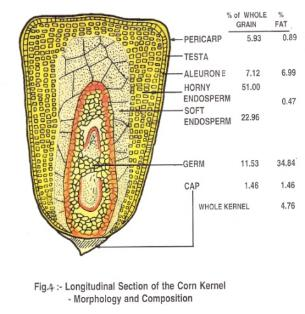 % of WHOLE %
GRAIN FAT
PERICARP 5.93 0.89
TESTA
ALEURONE 7.12 6.99
HORNY 51.00
ENDOSPERM 0.47
SOFT
ENDOSPERM 22.96
GERM 11.53 34.84
CAP 1.46 1.46
WHOLE KERNEL 4.76
Fig.4 :- Longitudinal Section of the Corn Kernel
- Morphology and Composition